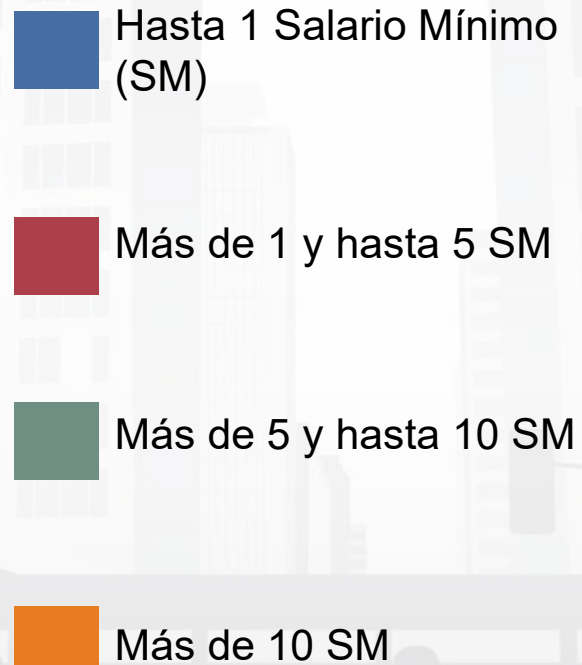 Hasta 1 Salario Mínimo
(SM)
Más de 1 y hasta 5 SM
Más de 5 y hasta 10 SM
Más de 10 SM